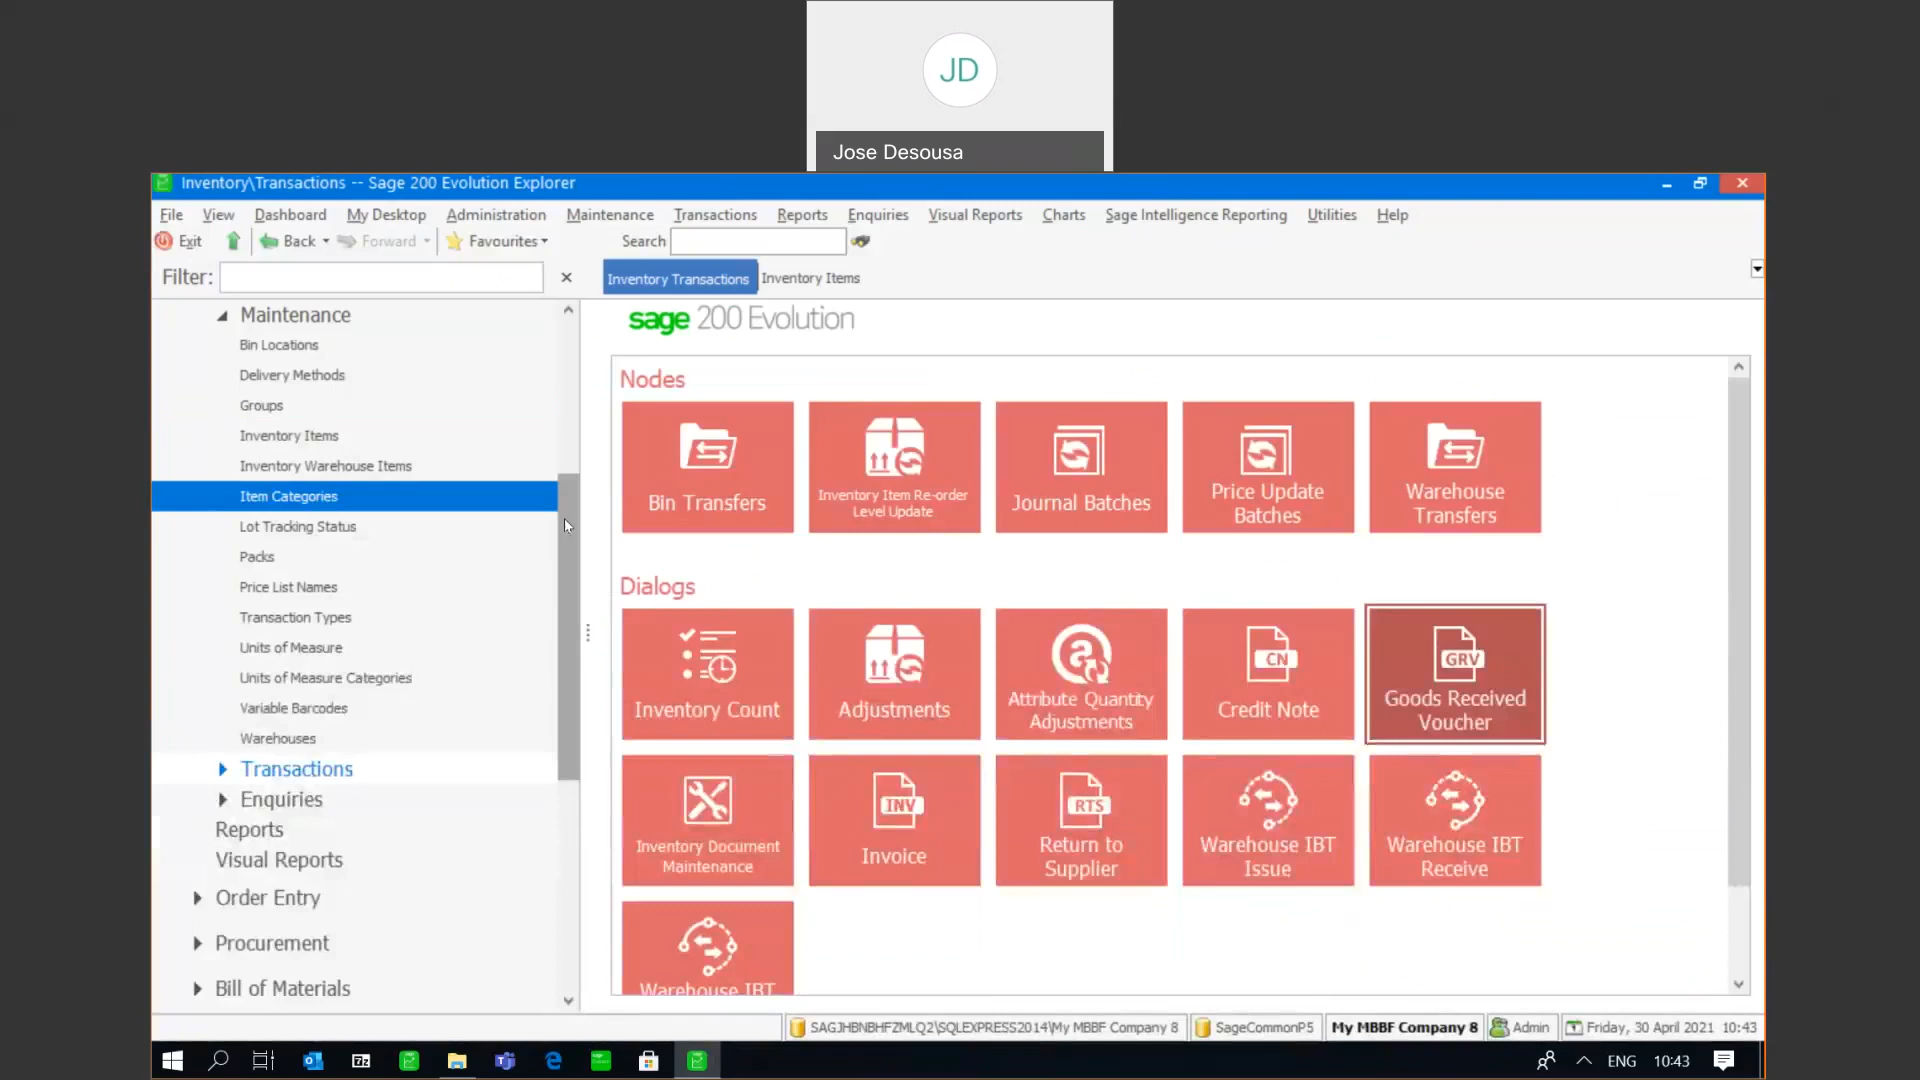 JD
Jose Desousa
Inventory\Transactions -- Sage 200 Evolution Explorer
File View Dashboard My Desktop Administration Maintenance Transactions Reports Enquiries Visual Reports Charts Sage Intelligence Reporting Utilities Help
Exit Back Forward Favourites Search
Filter:
Inventory Transactions Inventory Items
sage 200 Evolution
Maintenance
Bin Locations
Delivery Methods
Groups
Inventory Items
Inventory Warehouse Items
Item Categories
Lot Tracking Status
Packs
Price List Names
Transaction Types
Units of Measure
Units of Measure Categories
Variable Barcodes
Warehouses
Transactions
Enquiries
Reports
Visual Reports
Order Entry
Procurement
Bill of Materials
Nodes
Bin Transfers
Inventory Item Re-order
Level Update
Journal Batches
Price Update
Batches
Warehouse
Transfers
Dialogs
Inventory Count
Adjustments
Attribute Quantity
Adjustments
CN
Credit Note
GRV
Goods Received
Voucher
Inventory Document
Maintenance
INV
Invoice
RTS
Return to
Supplier
Warehouse IBT
Issue
Warehouse IBT
Receive
Warehouse IBT
SAGJHBNBHFZMLQ2\SQLEXPRESS2014\My MBBF Company 8 SageCommonP5 My MBBF Company 8 Admin Friday, 30 April 2021 10:43
ENG 10:43